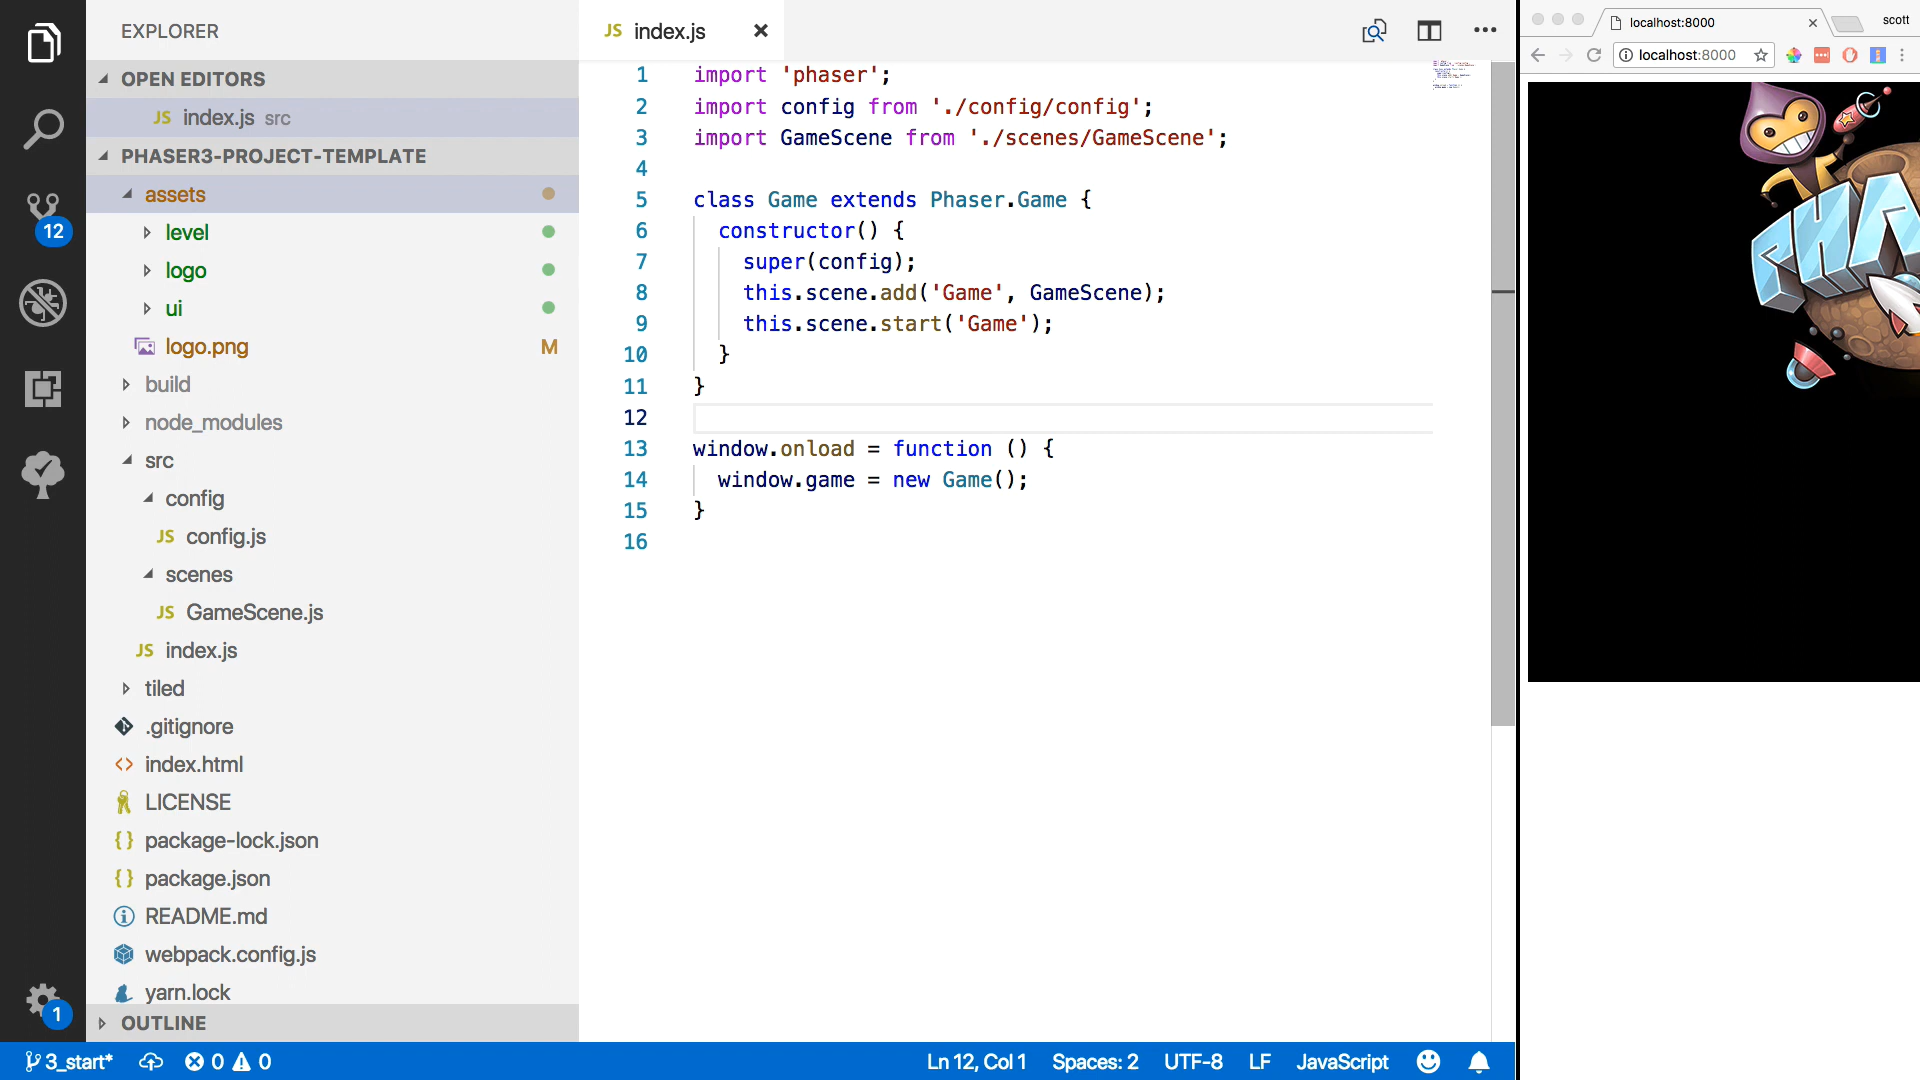 EXPLORER
OPEN EDITORS
JS index.js src
PHASER3-PROJECT-TEMPLATE
assets
level
logo
ui
logo.png M
build
node_modules
src
config
JS config.js
scenes
JS GameScene.js
JS index.js
tiled
.gitignore
index.html
LICENSE
package-lock.json
package.json
README.md
webpack.config.js
yarn.lock
OUTLINE
12
1
JS index.js
1 import 'phaser';
2 import config from './config/config';
3 import GameScene from './scenes/GameScene';
4
5 class Game extends Phaser.Game {
6 constructor() {
7 super(config);
8 this.scene.add('Game', GameScene);
9 this.scene.start('Game');
10 }
11 }
12
13 window.onload = function () {
14 window.game = new Game();
15 }
16
3_start* 0 0
Ln 12, Col 1 Spaces: 2 UTF-8 LF JavaScript
localhost:8000
scott
localhost:8000
PHA